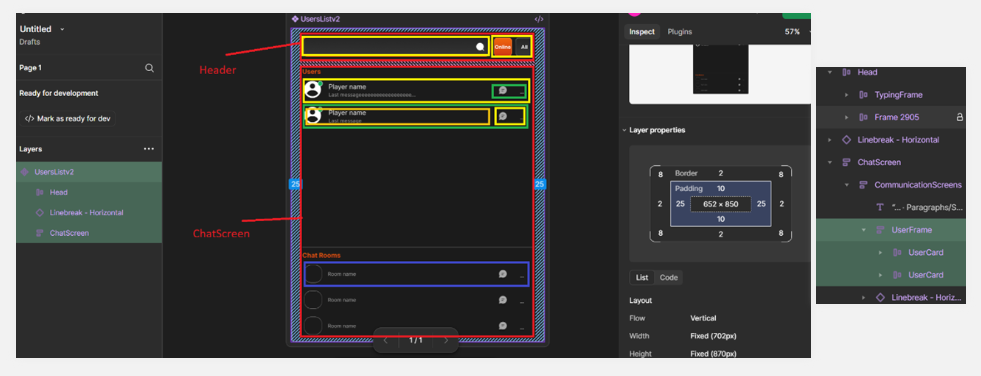 Untitled
Drafts
Page 1
Ready for development
</> Mark as ready for dev
Layers
...
UsersListv2
Head
Linebreak - Horizontal
ChatScreen
Header
ChatScreen
UsersListv2
</>
Online
All
Users
Player name
Player name
Last message
25
25
Chat Rooms
Room name
Room name
Room name
1/1
Inspect
Plugins
57%
Layer properties
8
Border
2
8
Padding
10
2
25
652 × 850
25
2
10
8
2
8
List
Code
Layout
Flow
Vertical
Width
Fixed (702px)
Height
Fixed (870px)
Head
TypingFrame
Frame 2905
Linebreak - Horizontal
ChatScreen
CommunicationScreens
T "... - Paragraphs/S...
UserFrame
UserCard
UserCard
Linebreak - Horiz...